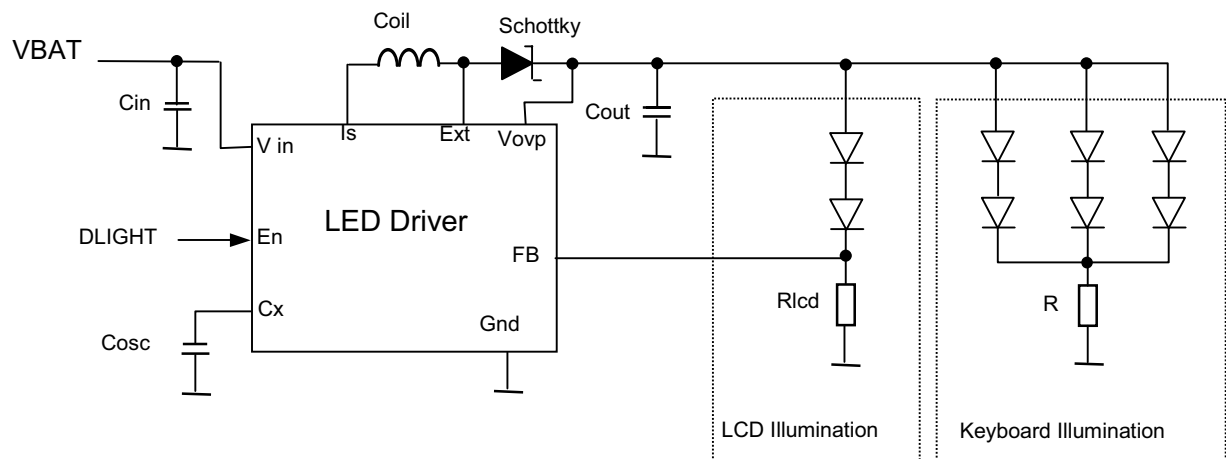 Coil
Schottky
VBAT
Cin
Is
Ext
Vovp
Cout
V in
LED Driver
DLIGHT
En
FB
Cx
Rlcd
R
Cosc
Gnd
LCD Illumination
Keyboard Illumination